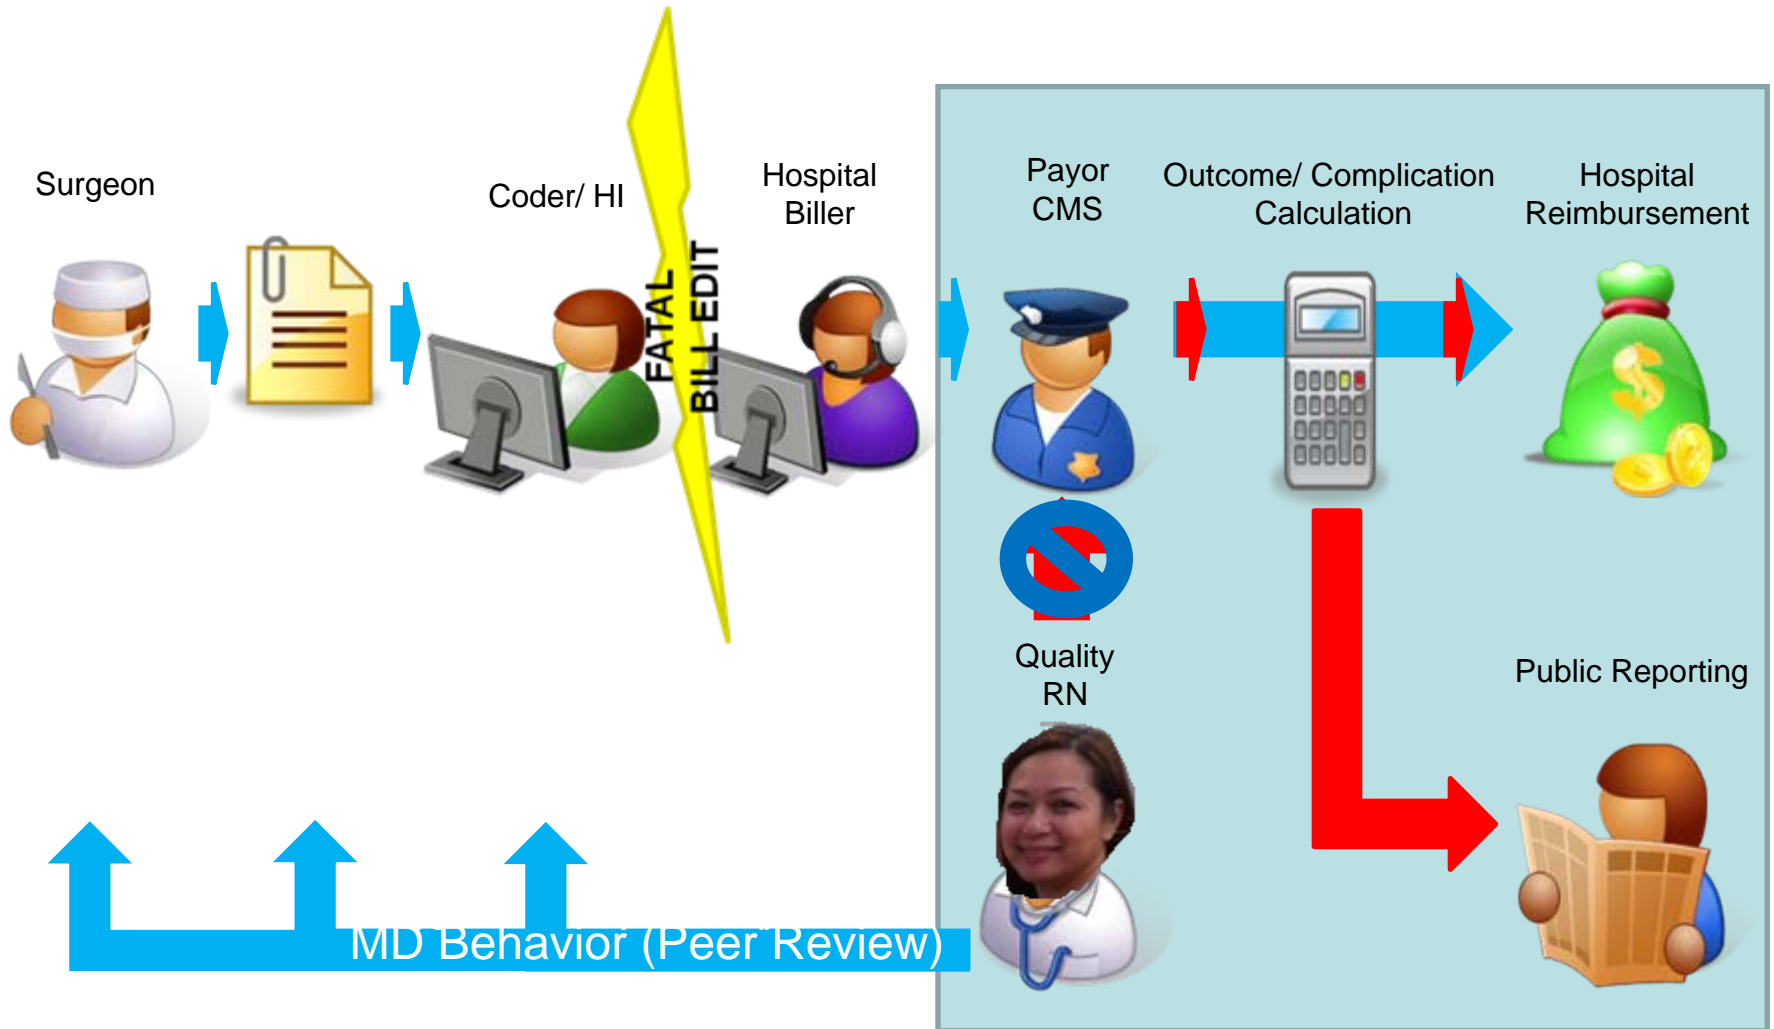 Surgeon
Coder/ HI
FATAL
BILL EDIT
Hospital
Biller
Payor
CMS
Outcome/ Complication
Calculation
Hospital
Reimbursement
$
Quality
RN
Public Reporting
MD Behavior (Peer Review)